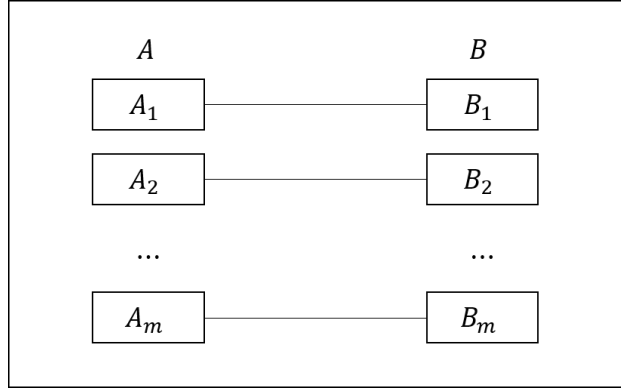 A B
A₁ B₁
A₂ B₂
... ...
Aₘ Bₘ